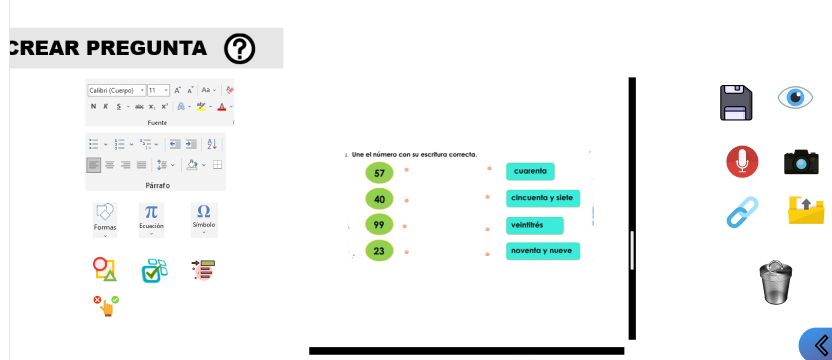 CREAR PREGUNTA ?
Calibri (Cuerpo) 11 A A Aa
N K S abc x, x² A A
Fuente
Párrafo
Formas
π
Ecuación
Ω
Símbolo
1. Une el número con su escritura correcta.
57 cuarenta
40 cincuenta y siete
99 veintitrés
23 noventa y nueve